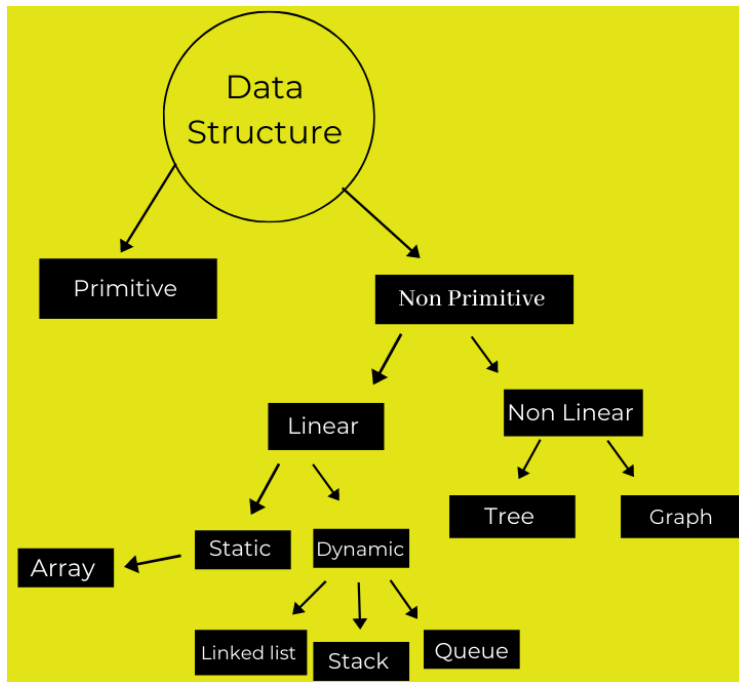 Data
Structure
Primitive
Non Primitive
Linear
Non Linear
Tree
Graph
Static
Dynamic
Array
Linked list
Stack
Queue